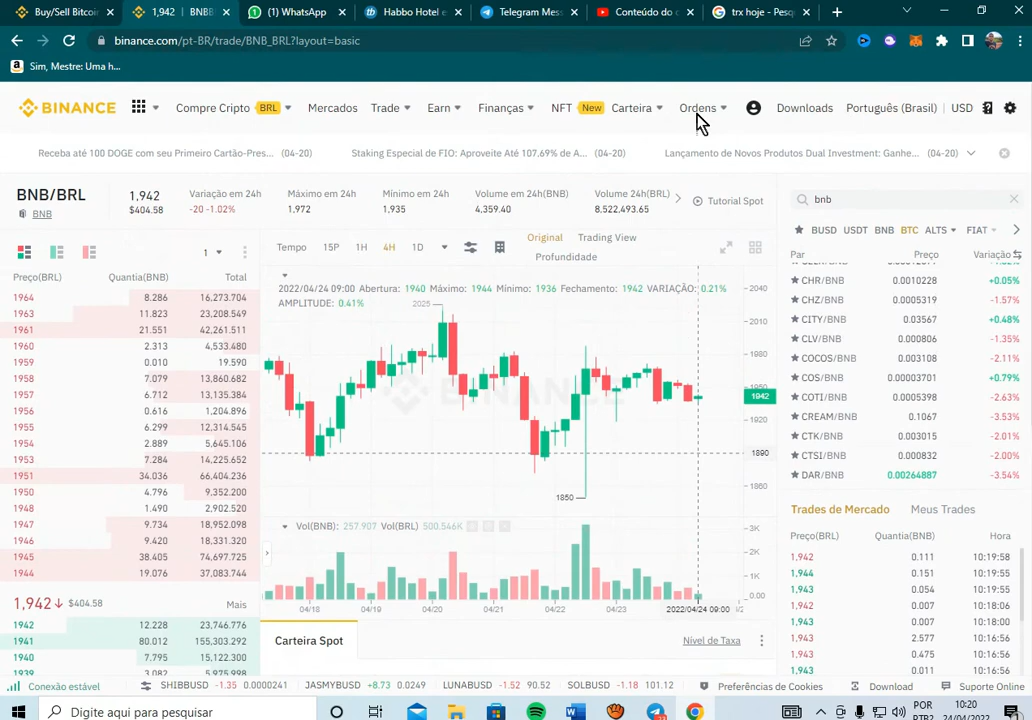 Buy/Sell Bitcoin
1,942 | BNBB
(1) WhatsApp
Habbo Hotel e
Telegram Mess
Conteúdo do c
trx hoje - Pesq
binance.com/pt-BR/trade/BNB_BRL?layout=basic
Sim, Mestre: Uma h...
BINANCE
Compre Cripto BRL
Mercados
Trade
Earn
Finanças
NFT New
Carteira
Ordens
Downloads
Português (Brasil)
USD
Receba até 100 DOGE com seu Primeiro Cartão-Pres... (04-20)
Staking Especial de FIO: Aproveite Até 107.69% de A... (04-20)
Lançamento de Novos Produtos Dual Investment: Ganhe... (04-20)
BNB/BRL
BNB
1,942
$404.58
Variação em 24h
-20 -1.02%
Máximo em 24h
1,972
Mínimo em 24h
1,935
Volume em 24h(BNB)
4,359.40
Volume 24h(BRL)
8,522,493.65
Tutorial Spot
1
Preço(BRL) Quantia(BNB) Total
1964 8.286 16,273.704
1963 11.823 23,208.549
1961 21.551 42,261.511
1960 2.313 4,533.480
1959 0.010 19.590
1958 7.079 13,860.682
1957 6.712 13,135.384
1956 0.616 1,204.896
1955 6.299 12,314.545
1954 2.889 5,645.106
1953 7.284 14,225.652
1951 34.036 66,404.236
1950 4.796 9,352.200
1948 1.490 2,902.520
1947 9.734 18,952.098
1946 9.420 18,331.320
1945 38.405 74,697.725
1944 19.076 37,083.744
1,942↓ $404.58 Mais
1942 12.228 23,746.776
1941 80.012 155,303.292
1940 7.795 15,122.300
1939 3.082 5,975.998
Tempo 15P 1H 4H 1D
Original
Trading View
Profundidade
2022/04/24 09:00 Abertura: 1940 Máximo: 1944 Mínimo: 1936 Fechamento: 1942 VARIAÇÃO: 0.21%
AMPLITUDE: 0.41%
2025
1850
BINANCE
2040
2010
1980
1950
1942
1920
1890
1860
Vol(BNB): 257.907 Vol(BRL) 500.546K
3K
2K
1K
0.00
04/18 04/19 04/20 04/21 04/22 04/23 2022/04/24 09:00
Carteira Spot
Nível de Taxa
bnb
BUSD USDT BNB BTC ALTS FIAT
Par Preço Variação
CHR/BNB 0.0010228 +0.05%
CHZ/BNB 0.0005319 -1.57%
CITY/BNB 0.03567 +0.48%
CLV/BNB 0.000806 -1.35%
COCOS/BNB 0.003108 -2.11%
COS/BNB 0.00003701 +0.79%
COTI/BNB 0.0005398 -2.63%
CREAM/BNB 0.1067 -3.53%
CTK/BNB 0.003015 -2.01%
CTSI/BNB 0.000832 -2.00%
DAR/BNB 0.00264887 -3.54%
Trades de Mercado
Meus Trades
Preço(BRL) Quantia(BNB) Hora
1,942 0.111 10:19:58
1,944 0.151 10:19:55
1,943 0.054 10:19:55
1,942 0.007 10:18:06
1,943 0.007 10:18:04
1,943 2.577 10:16:56
1,943 0.475 10:16:55
1,943 0.011 10:16:55
Conexão estável
SHIBBUSD -1.35 0.0000241
JASMYBUSD +8.73 0.0249
LUNABUSD -1.52 90.52
SOLBUSD -1.18 101.12
Preferências de Cookies
Download
Suporte Online
Digite aqui para pesquisar
POR
10:20
24/04/2022